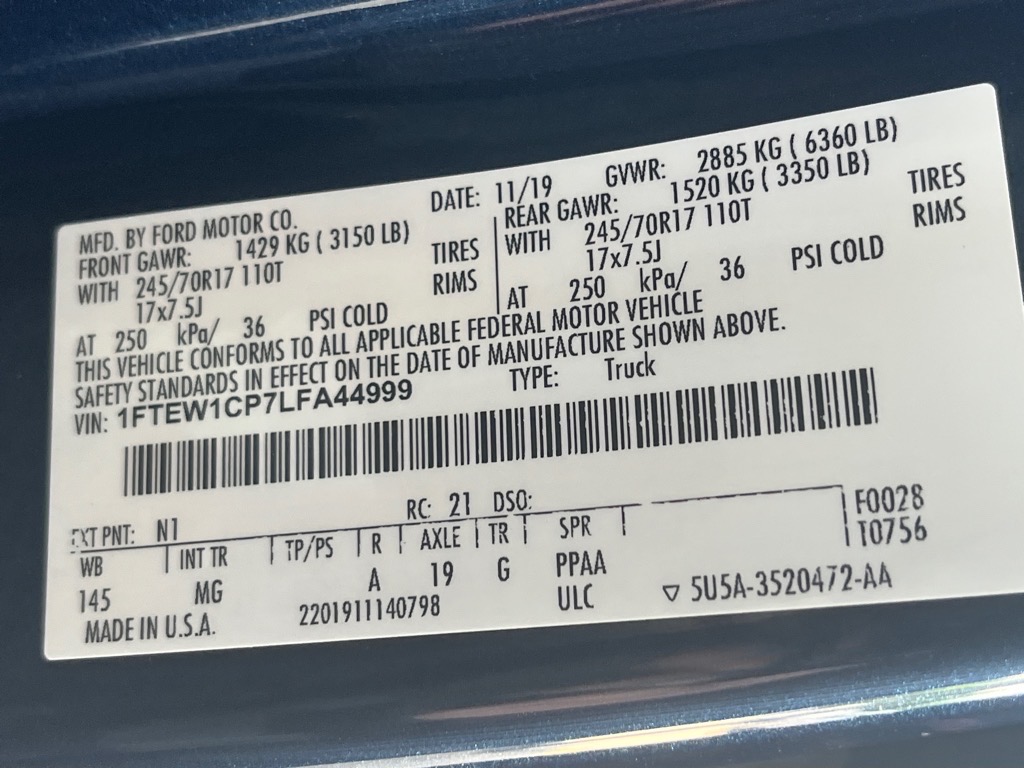 MFD. BY FORD MOTOR CO. DATE: 11/19 GVWR: 2885 KG ( 6360 LB)
FRONT GAWR: 1429 KG ( 3150 LB) REAR GAWR: 1520 KG ( 3350 LB)
WITH 245/70R17 110T TIRES WITH 245/70R17 110T TIRES
17x7.5J RIMS 17x7.5J RIMS
AT 250 kPa/ 36 PSI COLD AT 250 kPa/ 36 PSI COLD
THIS VEHICLE CONFORMS TO ALL APPLICABLE FEDERAL MOTOR VEHICLE
SAFETY STANDARDS IN EFFECT ON THE DATE OF MANUFACTURE SHOWN ABOVE.
VIN: 1FTEW1CP7LFA44999 TYPE: Truck
EXT PNT: N1 RC: 21 DSO: F0028
WB INT TR TP/PS R AXLE TR SPR T0756
145 MG A 19 G PPAA
MADE IN U.S.A. 2201911140798 ULC ▽ 5U5A-3520472-AA